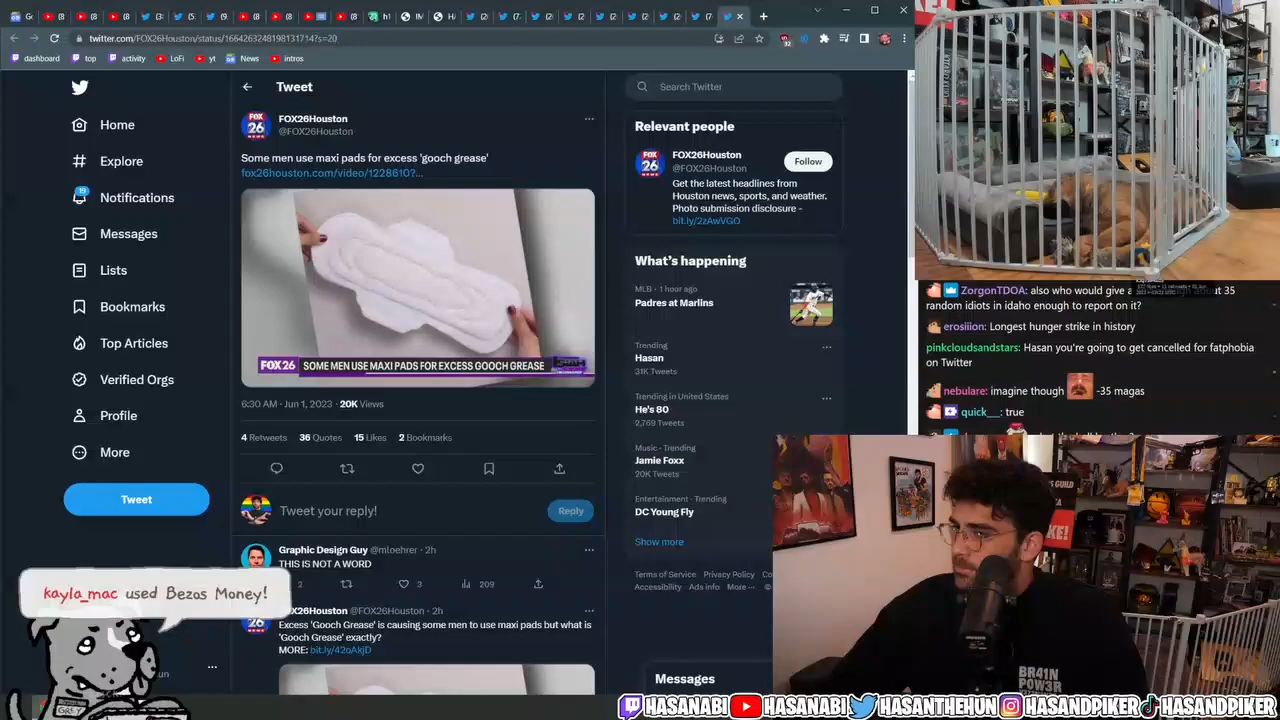 twitter.com/FOX26Houston/status/1664263248198131714?s=20
dashboard
top
activity
LoFi
yt
News
intros
Tweet
Home
Explore
Notifications
Messages
Lists
Bookmarks
Top Articles
Verified Orgs
Profile
More
Tweet
FOX26Houston
@FOX26Houston
Some men use maxi pads for excess 'gooch grease'
fox26houston.com/video/1228610?...
FOX 26 SOME MEN USE MAXI PADS FOR EXCESS GOOCH GREASE
6:30 AM · Jun 1, 2023 · 20K Views
4 Retweets 36 Quotes 15 Likes 2 Bookmarks
Tweet your reply!
Reply
Graphic Design Guy @mloehrer · 2h
THIS IS NOT A WORD
2 3 209
Houston @FOX26Houston · 2h
Excess 'Gooch Grease' is causing some men to use maxi pads but what is
'Gooch Grease' exactly?
MORE: bit.ly/42oAkjD
Search Twitter
Relevant people
FOX26Houston
@FOX26Houston
Follow
Get the latest headlines from
Houston news, sports, and weather.
Photo submission disclosure -
bit.ly/2zAwVGQ
What's happening
MLB · 1 hour ago
Padres at Marlins
Trending
Hasan
31K Tweets
Trending in United States
He's 80
2,769 Tweets
Music · Trending
Jamie Foxx
20K Tweets
Entertainment · Trending
DC Young Fly
Show more
Terms of Service Privacy Policy
Accessibility Ads info More ···
Messages
ZorgonTDOA: also who would give a
random idiots in idaho enough to report on it?
erosiiion: Longest hunger strike in history
pinkcloudsandstars: Hasan you're going to get cancelled for fatphobia
on Twitter
nebulare: imagine though -35 magas
quick___: true
kayla_mac used Bezos Money!
BR41N
POW3R
HASANABI HASANABI HASANTHEHUN HASANDPIKER HASANDPIKER